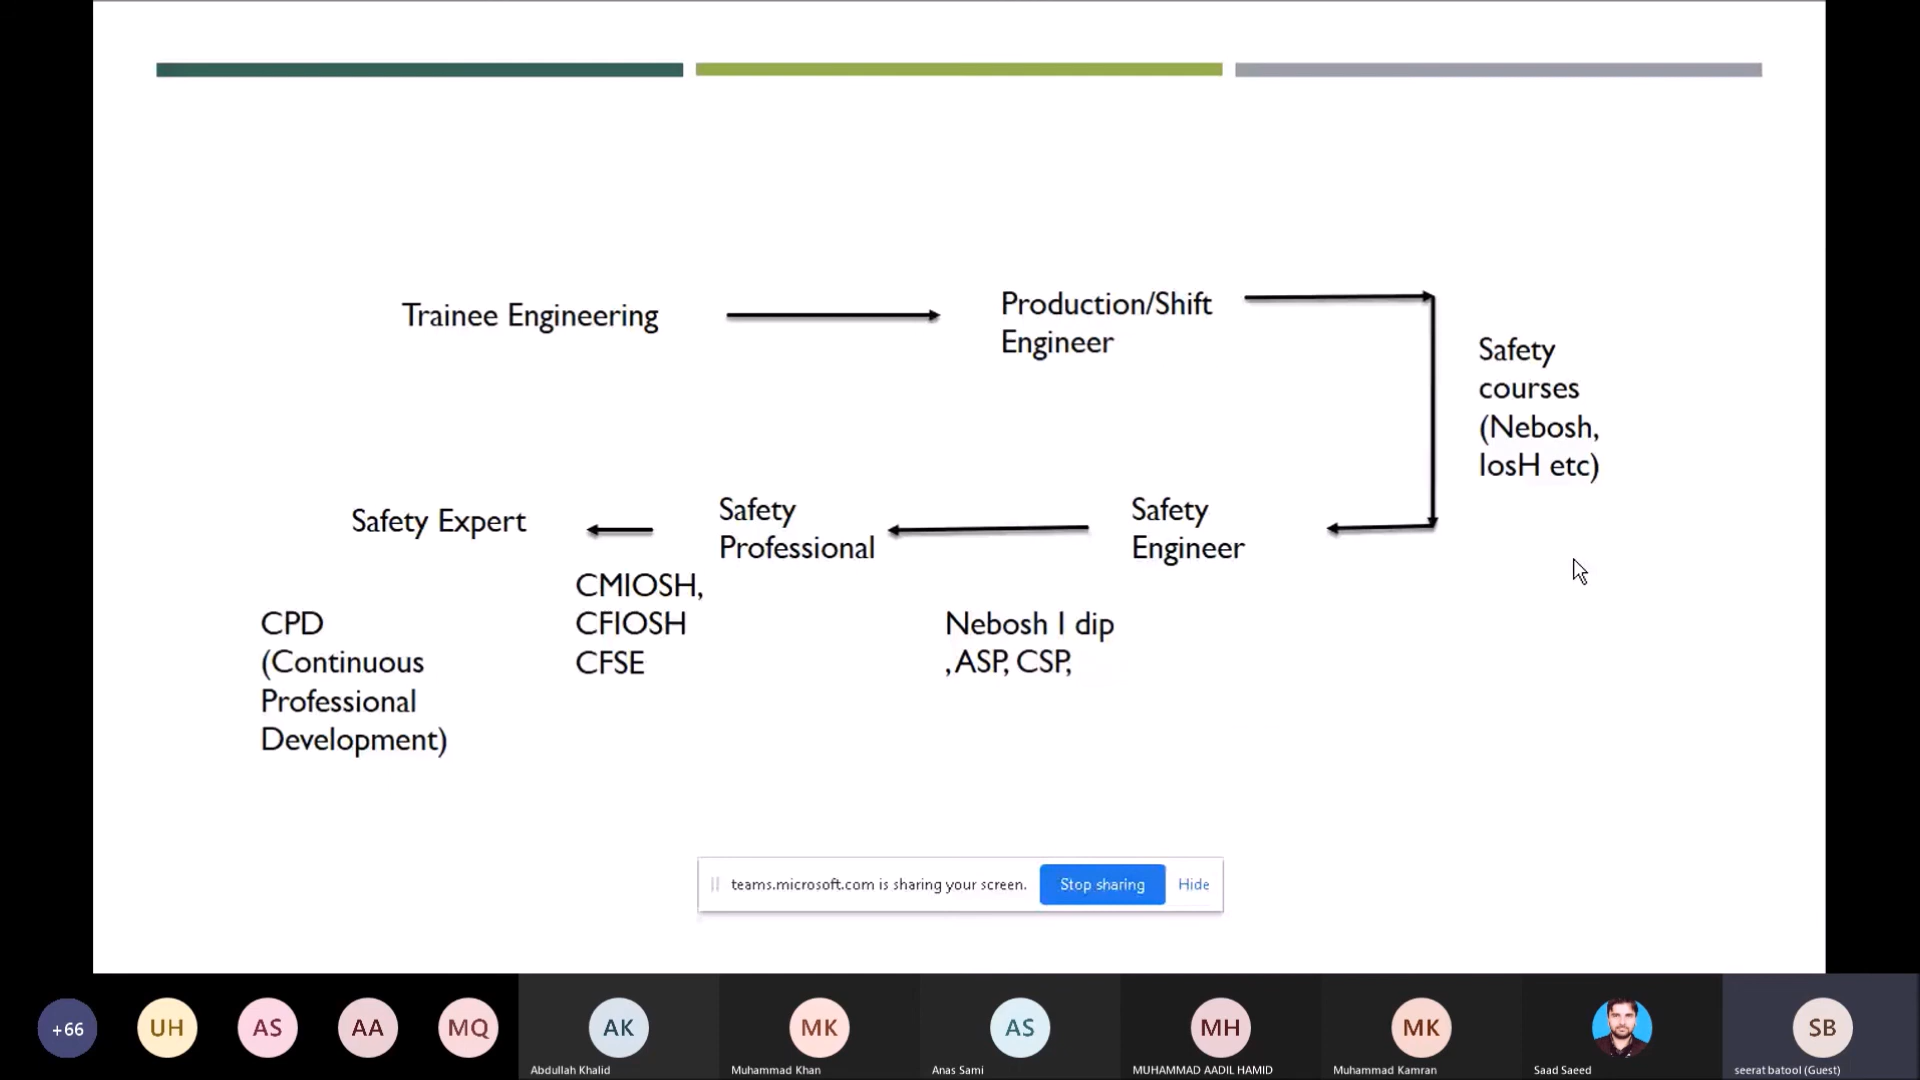 Trainee Engineering
Production/Shift
Engineer
Safety
courses
(Nebosh,
IosH etc)
Safety Expert
Safety
Professional
Safety
Engineer
CMIOSH,
CFIOSH
CFSE
CPD
(Continuous
Professional
Development)
Nebosh I dip
, ASP, CSP,
teams.microsoft.com is sharing your screen.
Stop sharing
Hide
+66
UH
AS
AA
MQ
AK
MK
AS
MH
MK
SB
Abdullah Khalid
Muhammad Khan
Anas Sami
MUHAMMAD AADIL HAMID
Muhammad Kamran
Saad Saeed
seerat batool (Guest)